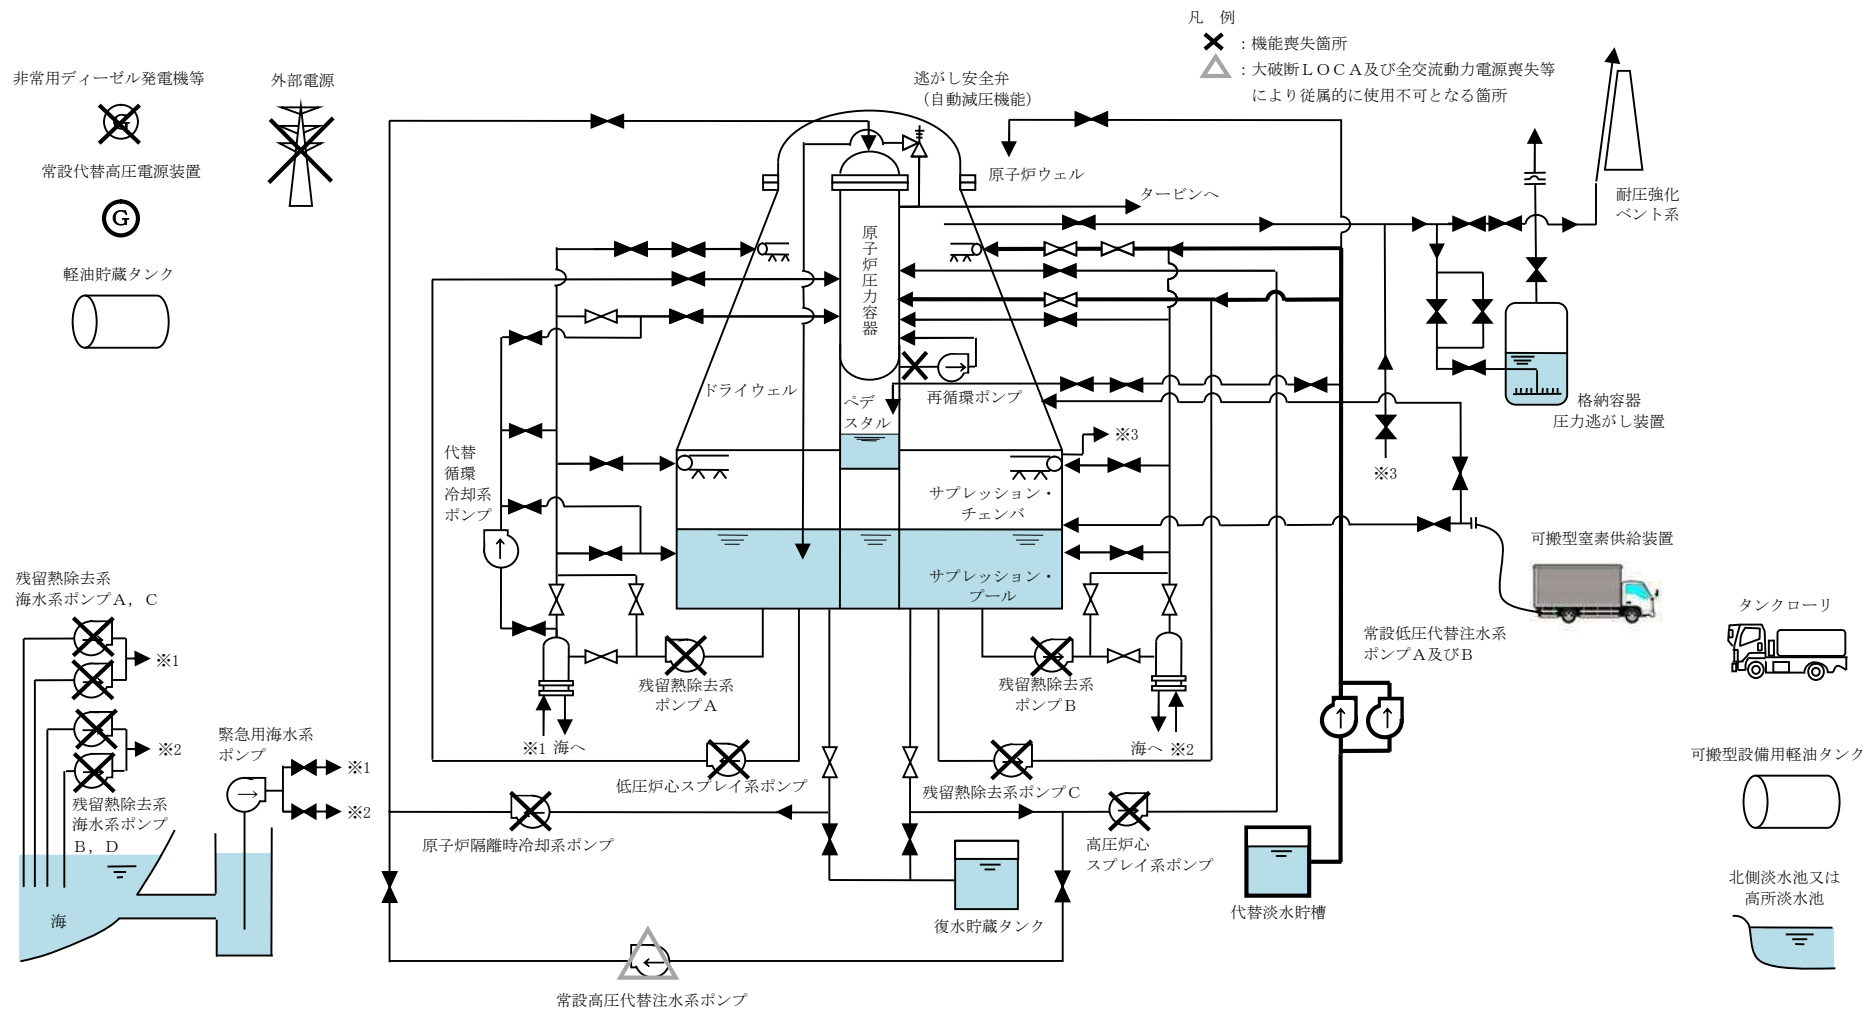 凡　例
：機能喪失箇所
：大破断ＬＯＣＡ及び全交流動力電源喪失等
により従属的に使用不可となる箇所
非常用ディーゼル発電機等
G
外部電源
常設代替高圧電源装置
G
軽油貯蔵タンク
逃がし安全弁
（自動減圧機能）
原子炉ウェル
タービンへ
耐圧強化
ベント系
原子炉圧力容器
ドライウェル
ペデ
スタル
再循環ポンプ
格納容器
圧力逃がし装置
※3
※3
代替
循環
冷却系
ポンプ
サプレッション・
チェンバ
サプレッション・
プール
可搬型窒素供給装置
タンクローリ
残留熱除去系
海水系ポンプＡ，Ｃ
※1
※2
残留熱除去系
海水系ポンプ
Ｂ，Ｄ
緊急用海水系
ポンプ
※1
※2
海
残留熱除去系
ポンプＡ
※1 海へ
残留熱除去系
ポンプＢ
海へ ※2
常設低圧代替注水系
ポンプＡ及びＢ
可搬型設備用軽油タンク
低圧炉心スプレイ系ポンプ
残留熱除去系ポンプＣ
原子炉隔離時冷却系ポンプ
高圧炉心
スプレイ系ポンプ
復水貯蔵タンク
代替淡水貯槽
北側淡水池又は
高所淡水池
常設高圧代替注水系ポンプ